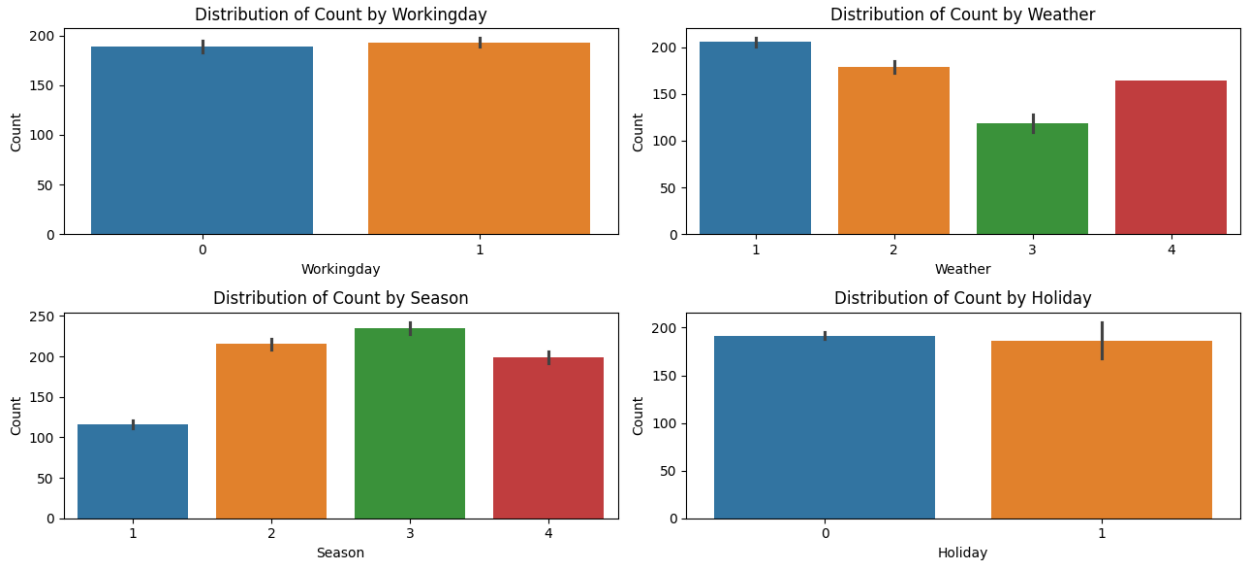 Distribution of Count by Workingday
200
150
100
50
0
Count
0 1
Workingday
Distribution of Count by Weather
200
150
100
50
0
Count
1 2 3 4
Weather
Distribution of Count by Season
250
200
150
100
50
0
Count
1 2 3 4
Season
Distribution of Count by Holiday
200
150
100
50
0
Count
0 1
Holiday